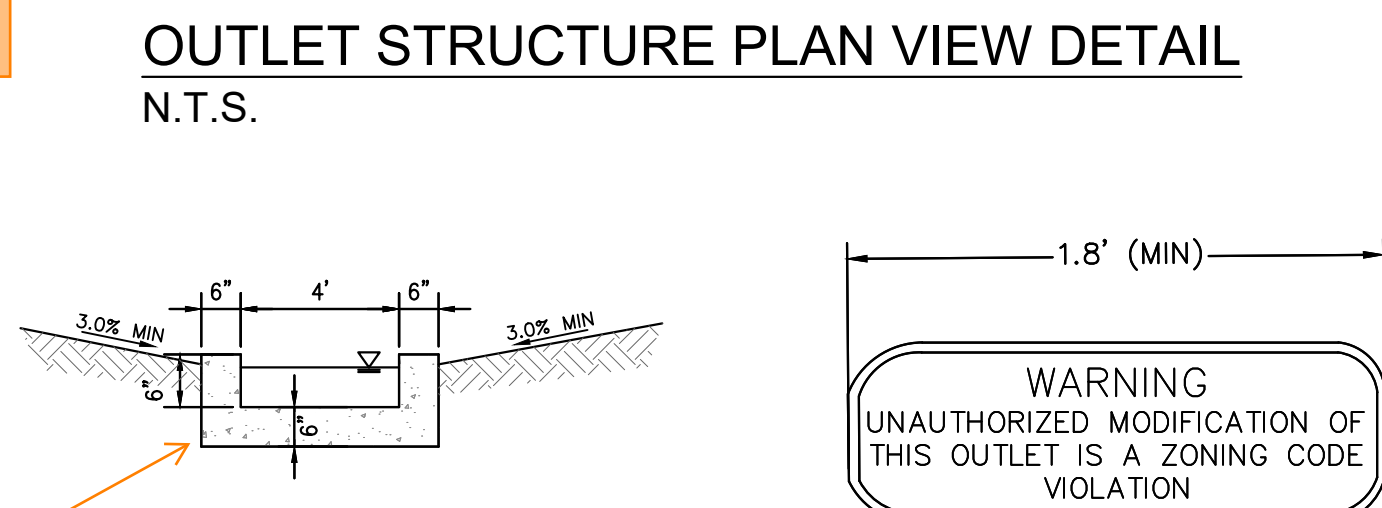 OUTLET STRUCTURE PLAN VIEW DETAIL
N.T.S.
6" 4' 6"
3.0% MIN 3.0% MIN
6"
6"
1.8' (MIN)
WARNING
UNAUTHORIZED MODIFICATION OF
THIS OUTLET IS A ZONING CODE
VIOLATION